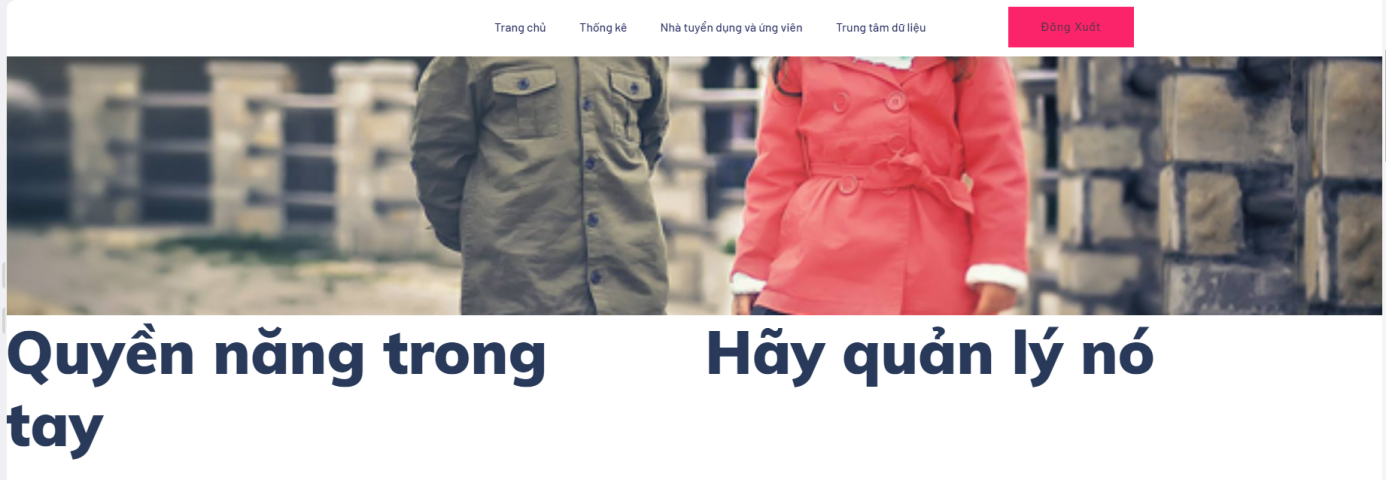 Trang chủ Thống kê Nhà tuyển dụng và ứng viên Trung tâm dữ liệu Đăng Xuất
Quyền năng trong tay
Hãy quản lý nó